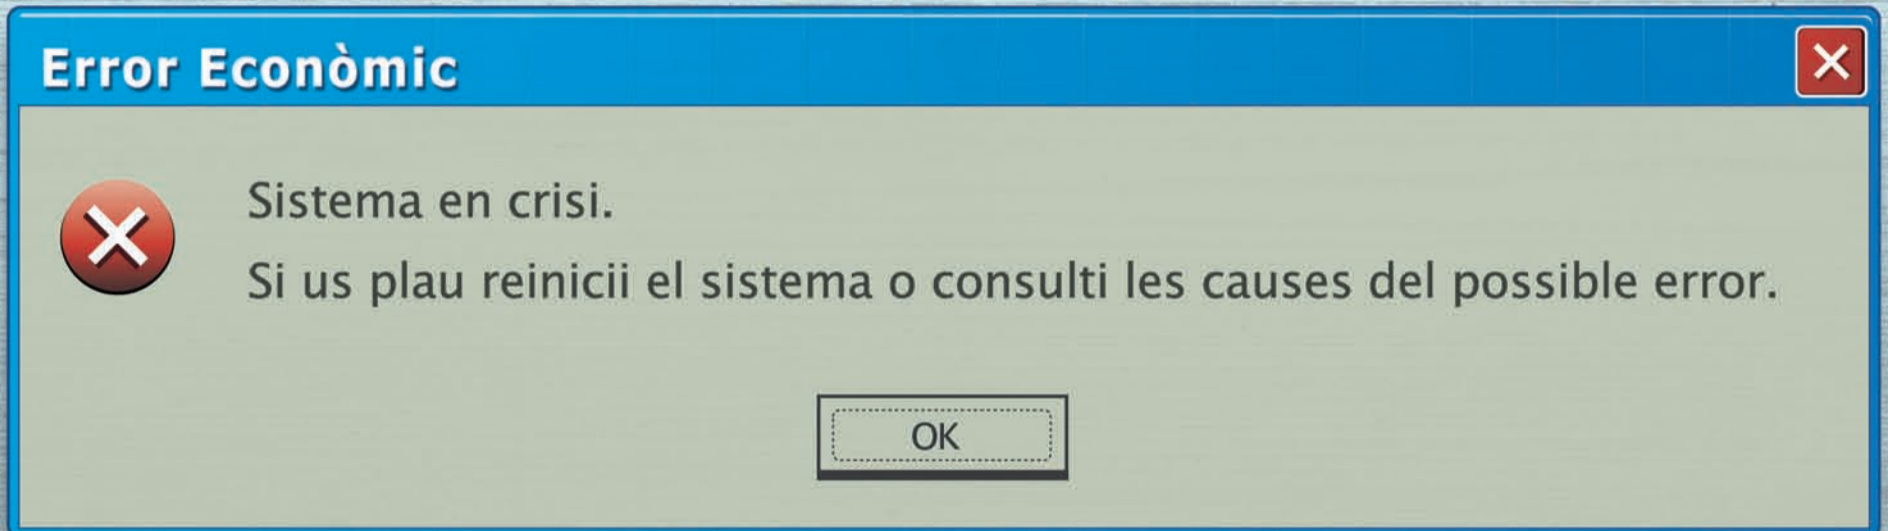 Error Econòmic
Sistema en crisi.
Si us plau reinicii el sistema o consulti les causes del possible error.
OK